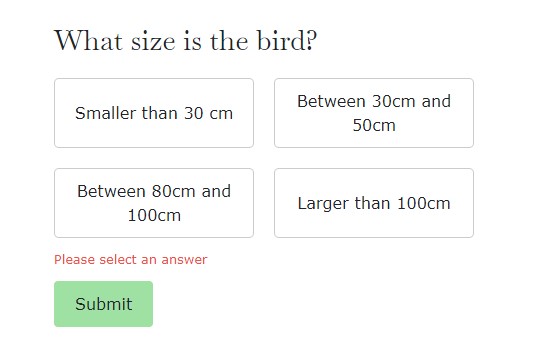 What size is the bird?
Smaller than 30 cm
Between 30cm and
50cm
Between 80cm and
100cm
Larger than 100cm
Please select an answer
Submit